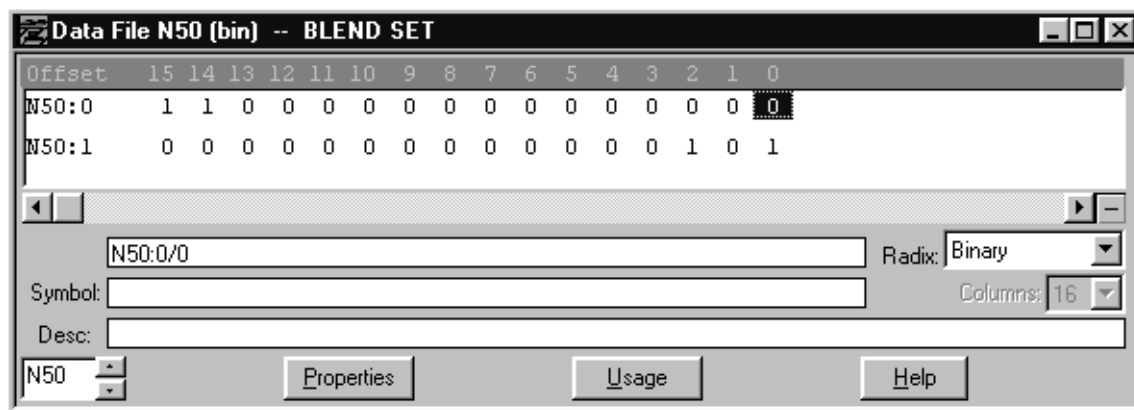 Data File N50 (bin) -- BLEND SET
Offset 15 14 13 12 11 10 9 8 7 6 5 4 3 2 1 0
N50:0 1 1 0 0 0 0 0 0 0 0 0 0 0 0 0 0
N50:1 0 0 0 0 0 0 0 0 0 0 0 0 0 1 0 1
N50:0/0 Radix: Binary
Symbol: Columns: 16
Desc:
N50 Properties Usage Help